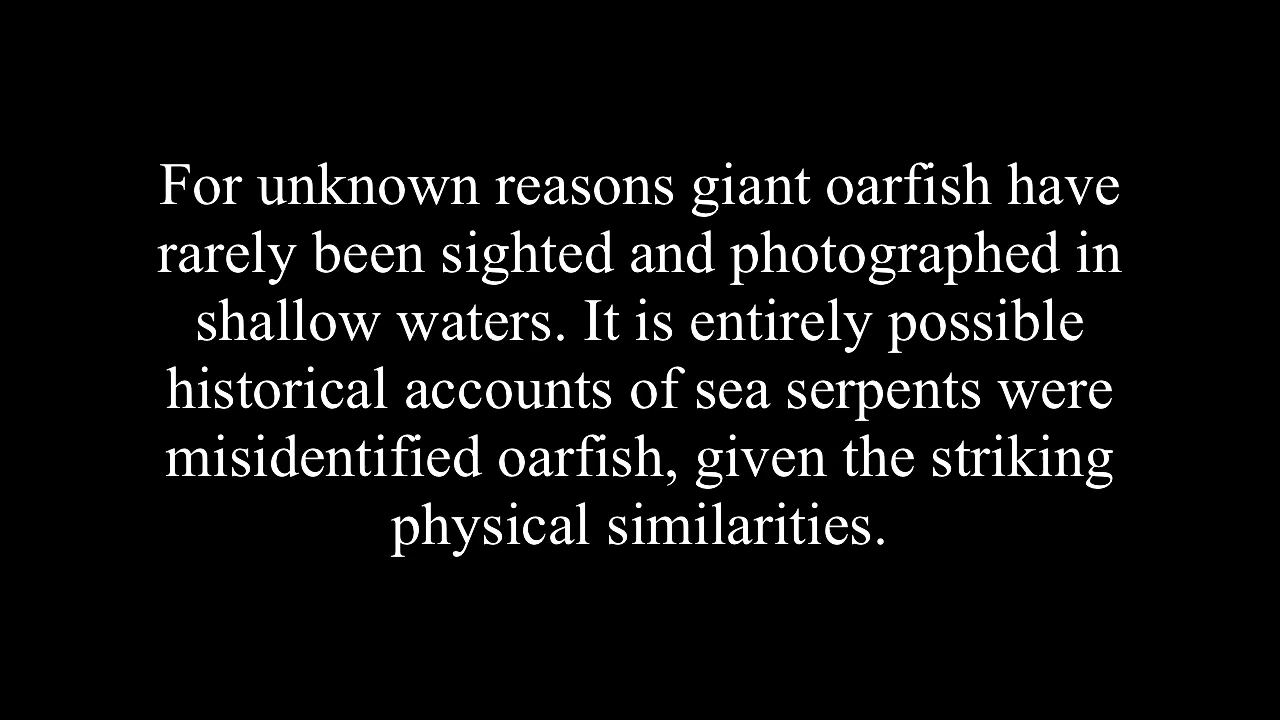 For unknown reasons giant oarfish have
rarely been sighted and photographed in
shallow waters. It is entirely possible
historical accounts of sea serpents were
misidentified oarfish, given the striking
physical similarities.